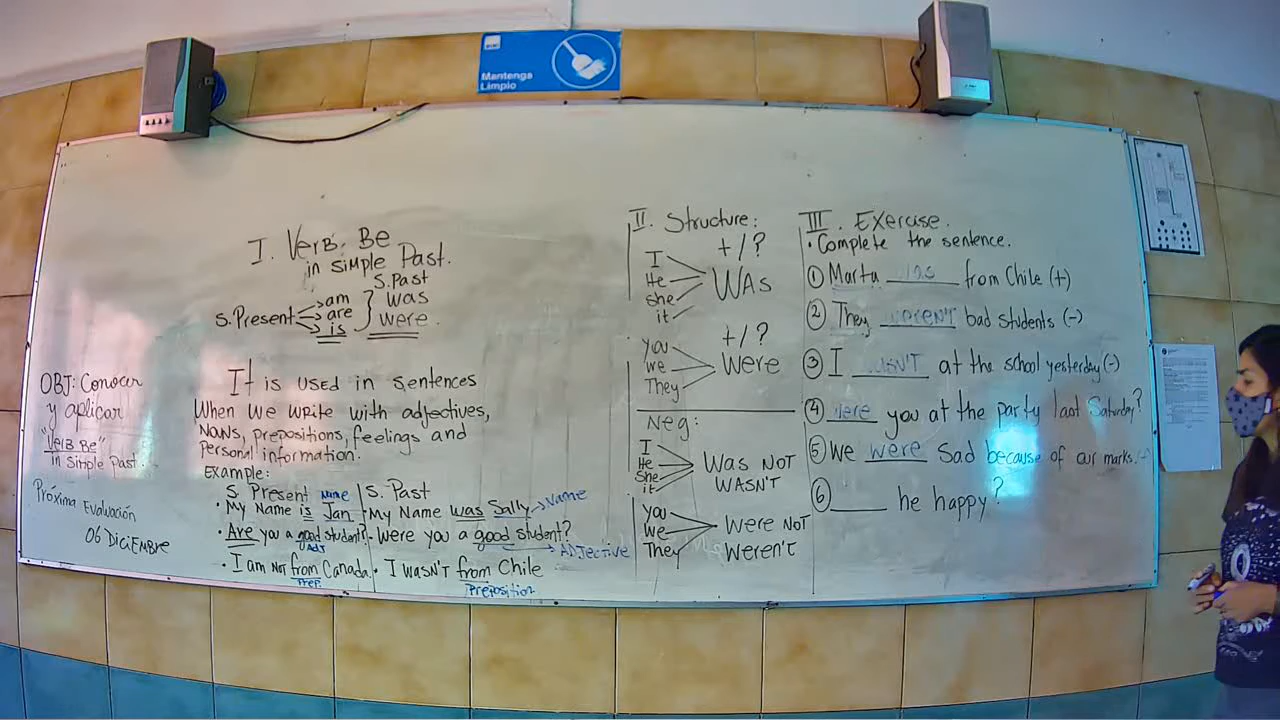 Mantenga
Limpio
OBJ: Conocer
y aplicar
"Verb Be"
in Simple Past.
Próxima Evaluación
06 DiciEmbre
I. Verb. Be
in simple Past.
S. Past
S. Present am are is
was
were
It is used in sentences
When we write with adjectives,
Nouns, prepositions, feelings and
personal information.
Example:
S. Present Name
My Name is Jan
Are you a good student?
Adj
I am not from Canada.
Prep.
S. Past
My Name was Sally → Name
Were you a good student?
→ ADJective
I wasn't from Chile
Preposition
II. Structure:
+/?
I
He
she
it
WAS
+/?
you
we
They
Were
Neg:
I
He
She
it
Was NOT
WASN'T
you
We
They
Were NOT
Weren't
III. Exercise.
• Complete the sentence.
① Marta was from Chile (+)
② They weren't bad students (-)
③ I wasn't at the school yesterday (-)
④ Were you at the party last Saturday?
⑤ We were sad because of our marks.
⑥ ____ he happy?